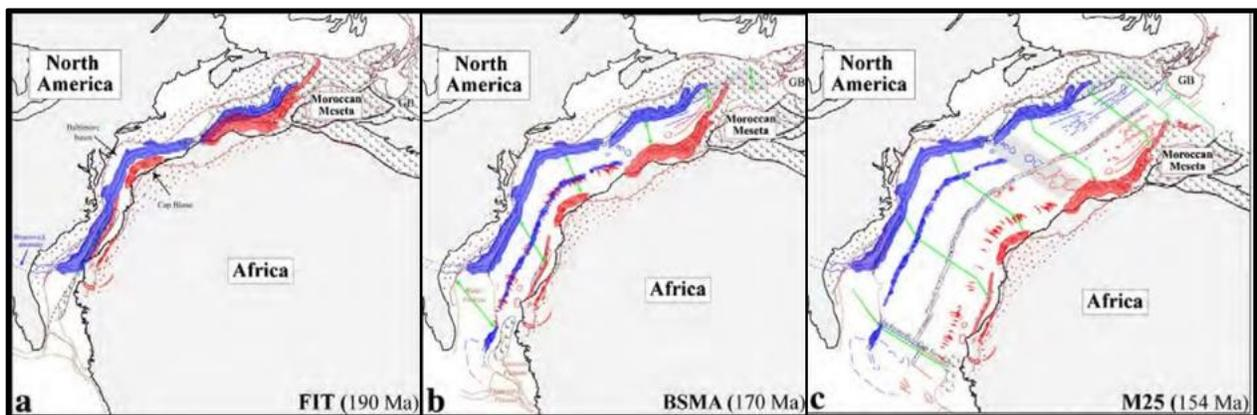 North
America
Baltimore
basin
Moroccan
Meseta
GB
Cap Blanc
Africa
a
FIT (190 Ma)
North
America
GB
Moroccan
Meseta
Africa
b
BSMA (170 Ma)
North
America
GB
Moroccan
Meseta
Africa
c
M25 (154 Ma)